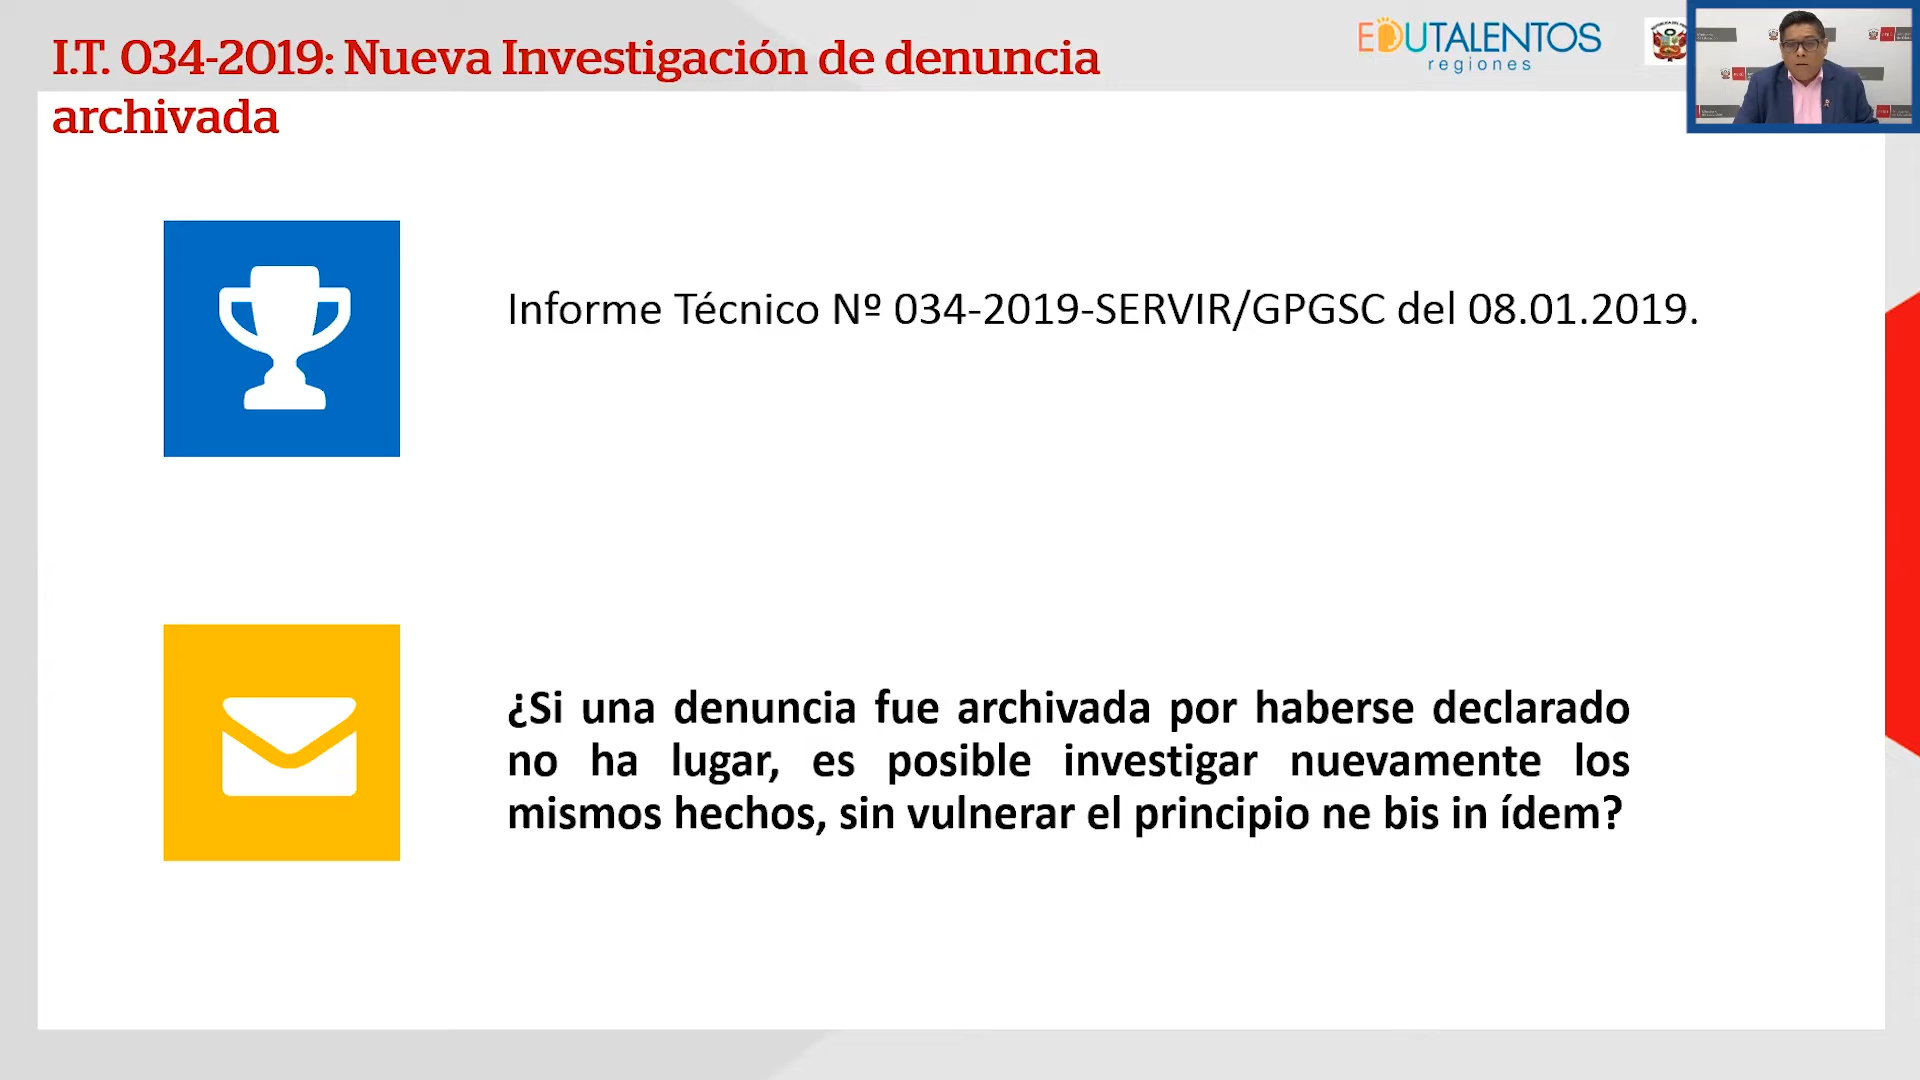 I.T. 034-2019: Nueva Investigación de denuncia
archivada
EDUTALENTOS
regiones
Informe Técnico Nº 034-2019-SERVIR/GPGSC del 08.01.2019.
¿Si una denuncia fue archivada por haberse declarado
no ha lugar, es posible investigar nuevamente los
mismos hechos, sin vulnerar el principio ne bis in ídem?